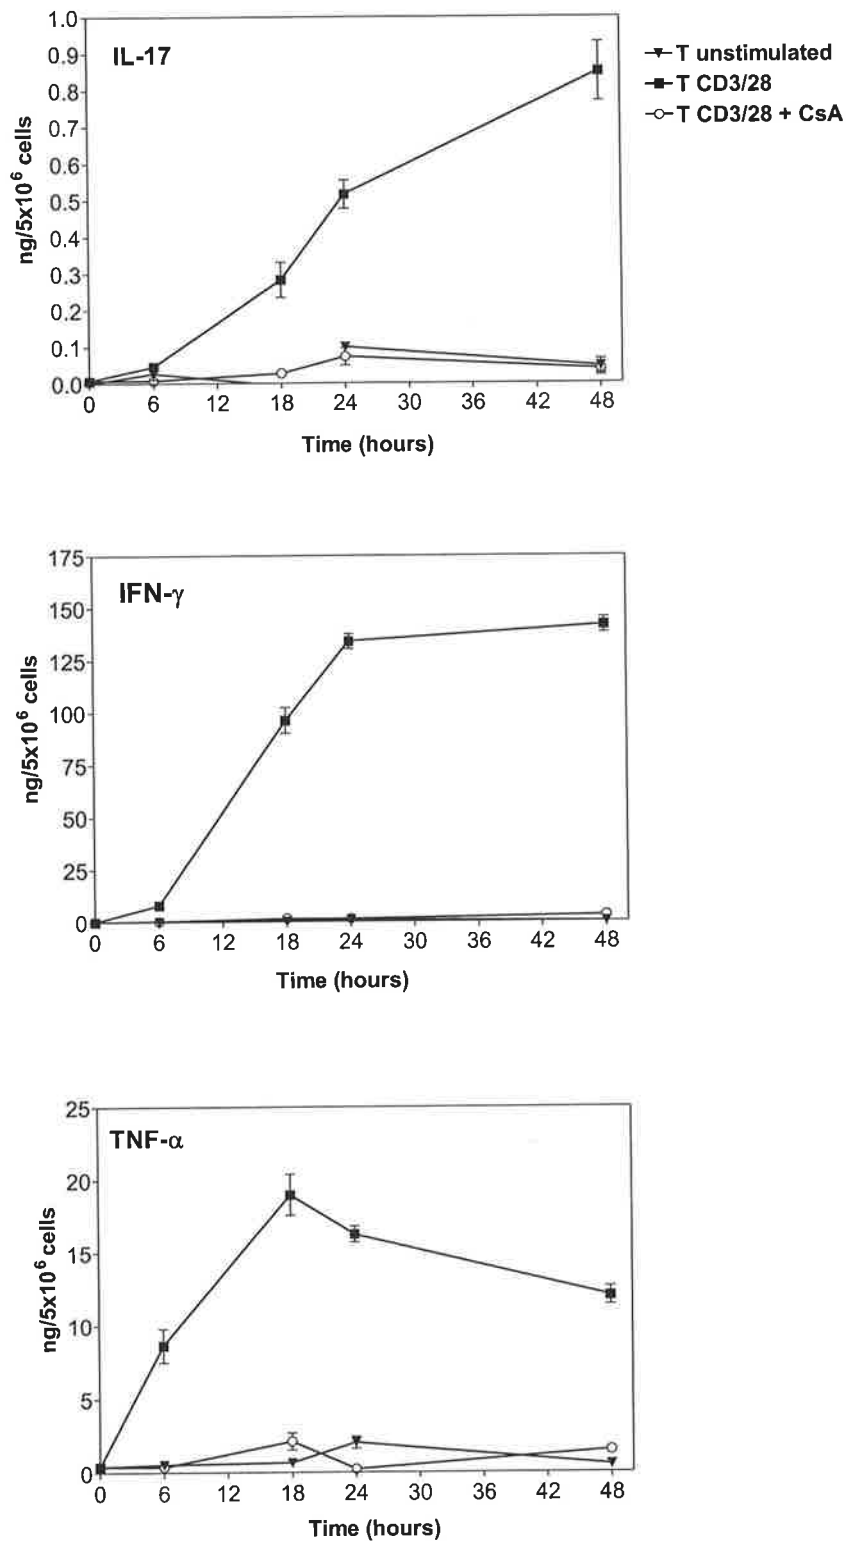 IL-17
1.0
0.9
0.8
0.7
0.6
0.5
0.4
0.3
0.2
0.1
0.0
ng/5x10⁶ cells
0 6 12 18 24 30 36 42 48
Time (hours)
T unstimulated
T CD3/28
T CD3/28 + CsA
IFN-γ
175
150
125
100
75
50
25
0
ng/5x10⁶ cells
0 6 12 18 24 30 36 42 48
Time (hours)
TNF-α
25
20
15
10
5
0
ng/5x10⁶ cells
0 6 12 18 24 30 36 42 48
Time (hours)